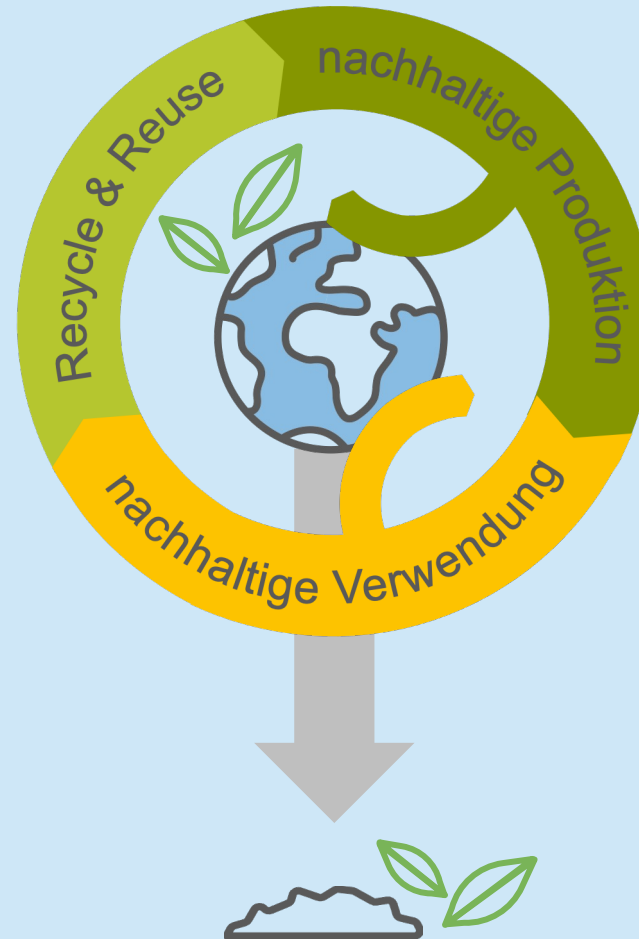 Recycle & Reuse
nachhaltige Produktion
nachhaltige Verwendung